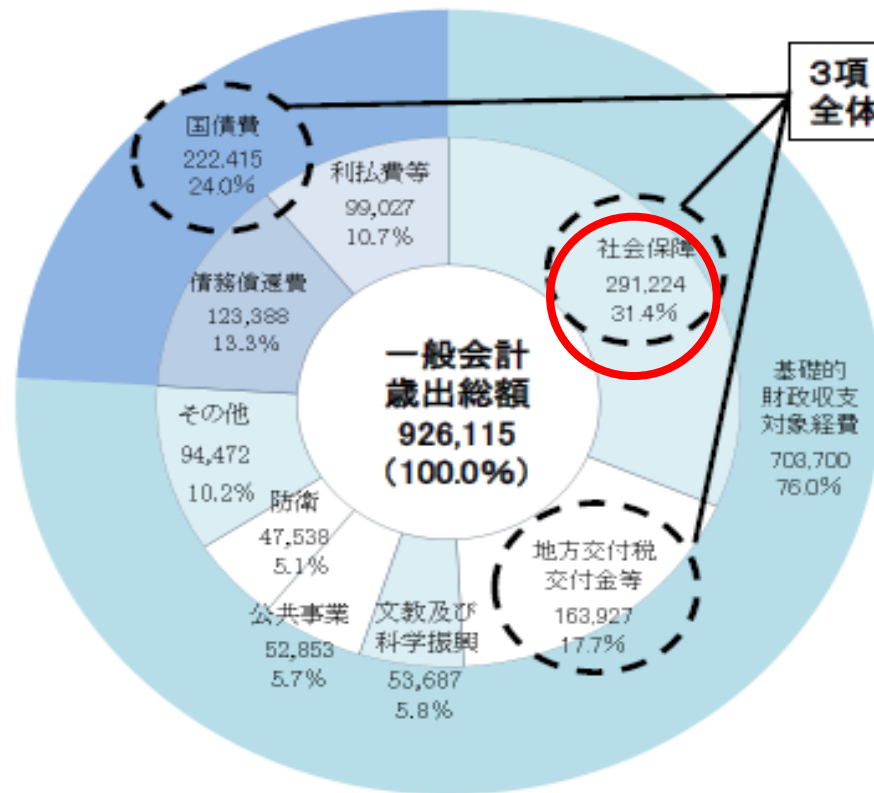 3項
全体
国債費
222,415
24.0%
利払費等
99,027
10.7%
社会保障
291,224
31.4%
債務償還費
123,388
13.3%
一般会計
歳出総額
926,115
(100.0%)
基礎的
財政収支
対象経費
703,700
76.0%
その他
94,472
10.2%
防衛
47,538
5.1%
地方交付税
交付金等
163,927
17.7%
公共事業
52,853
5.7%
文教及び
科学振興
53,687
5.8%